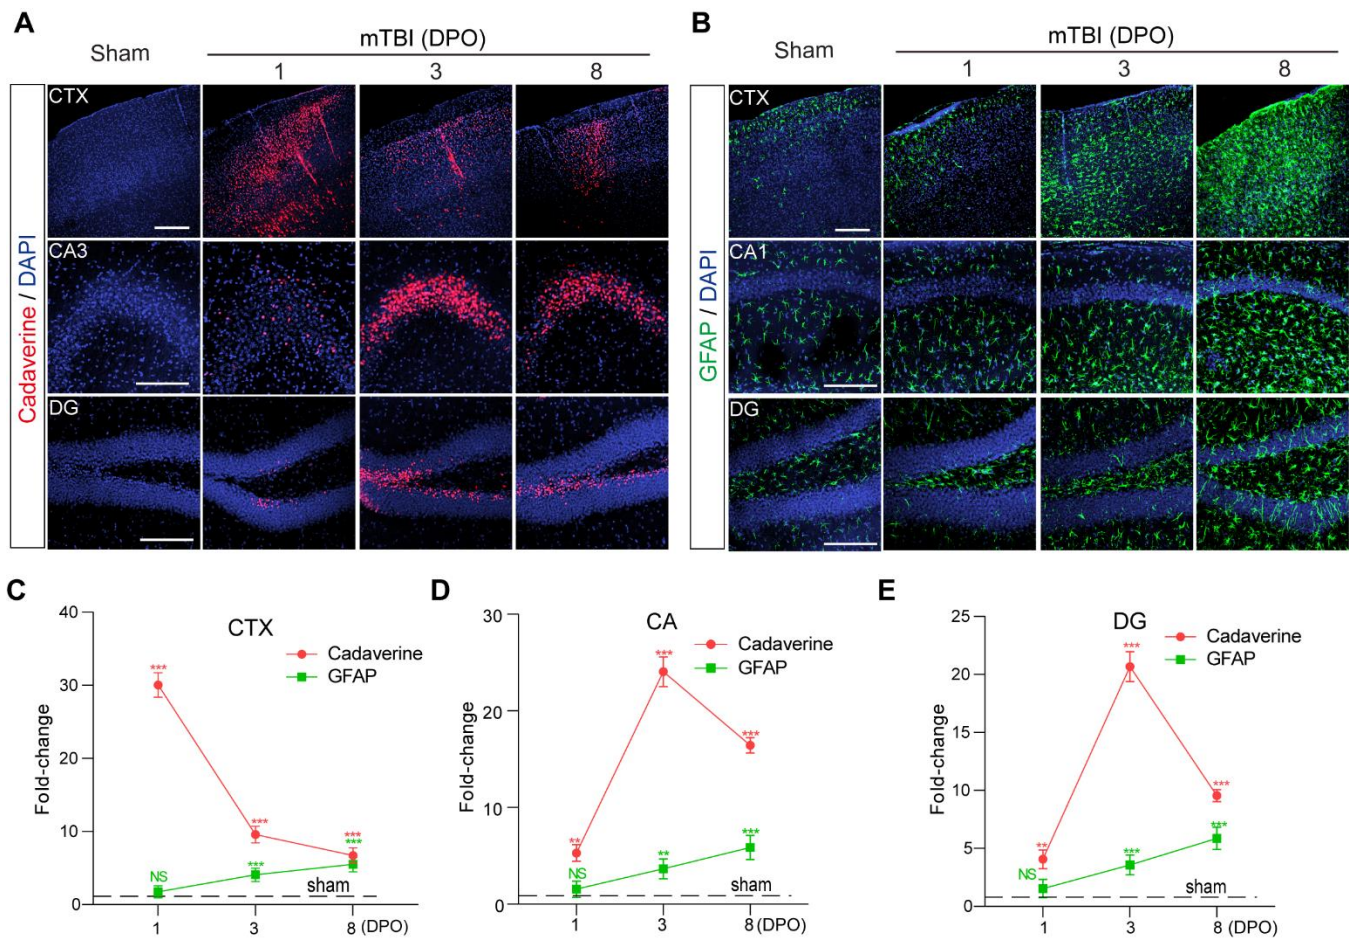 A
Sham
mTBI (DPO)
1
3
8
Cadaverine / DAPI
CTX
CA3
DG
B
Sham
mTBI (DPO)
1
3
8
GFAP / DAPI
CTX
CA1
DG
C
CTX
Cadaverine
GFAP
Fold-change
40
30
20
10
0
***
***
***
***
***
NS
sham
1
3
8 (DPO)
D
CA
Cadaverine
GFAP
Fold-change
30
20
10
0
**
***
***
NS
**
***
sham
1
3
8 (DPO)
E
DG
Cadaverine
GFAP
Fold-change
25
20
15
10
5
0
**
***
***
NS
***
***
sham
1
3
8 (DPO)